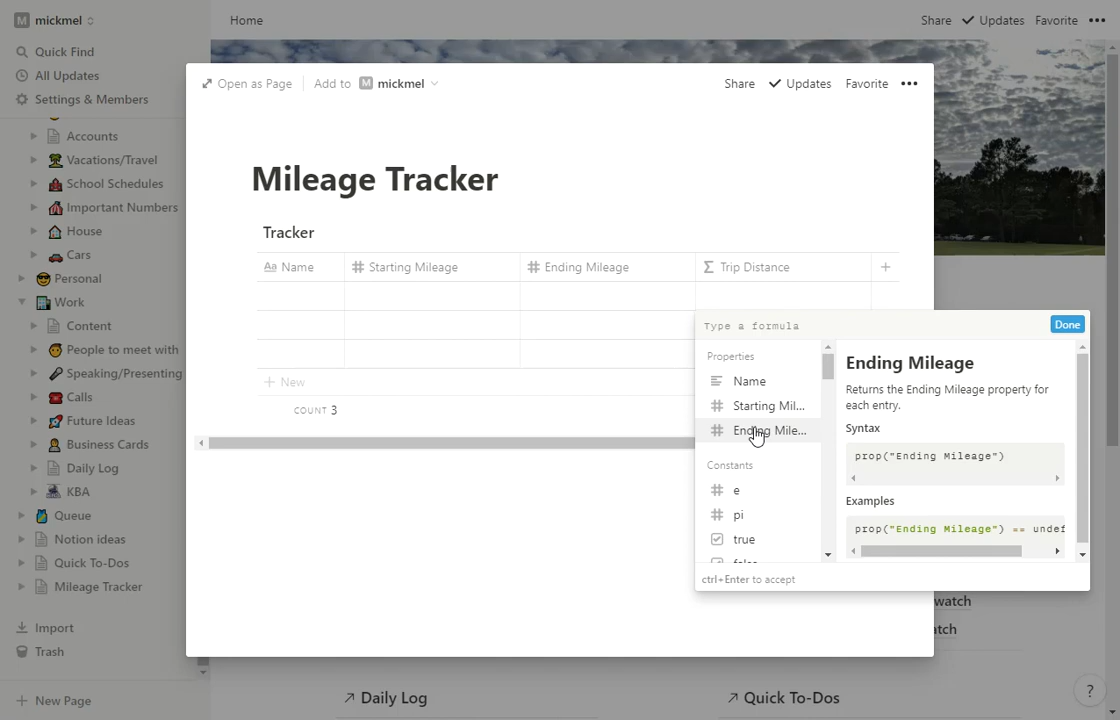 M mickmel
Home
Share
Updates
Favorite
Quick Find
All Updates
Settings & Members
Accounts
Vacations/Travel
School Schedules
Important Numbers
House
Cars
Personal
Work
Content
People to meet with
Speaking/Presenting
Calls
Future Ideas
Business Cards
Daily Log
KBA
Queue
Notion ideas
Quick To-Dos
Mileage Tracker
Import
Trash
+ New Page
Open as Page
Add to M mickmel
Share
Updates
Favorite
Mileage Tracker
Tracker
Aa Name
# Starting Mileage
# Ending Mileage
Σ Trip Distance
+
+ New
COUNT 3
Type a formula
Done
Properties
Name
# Starting Mil...
# Ending Mile...
Constants
# e
# pi
true
Ending Mileage
Returns the Ending Mileage property for
each entry.
Syntax
prop("Ending Mileage")
Examples
prop("Ending Mileage") == undef
ctrl+Enter to accept
watch
Daily Log
Quick To-Dos
?